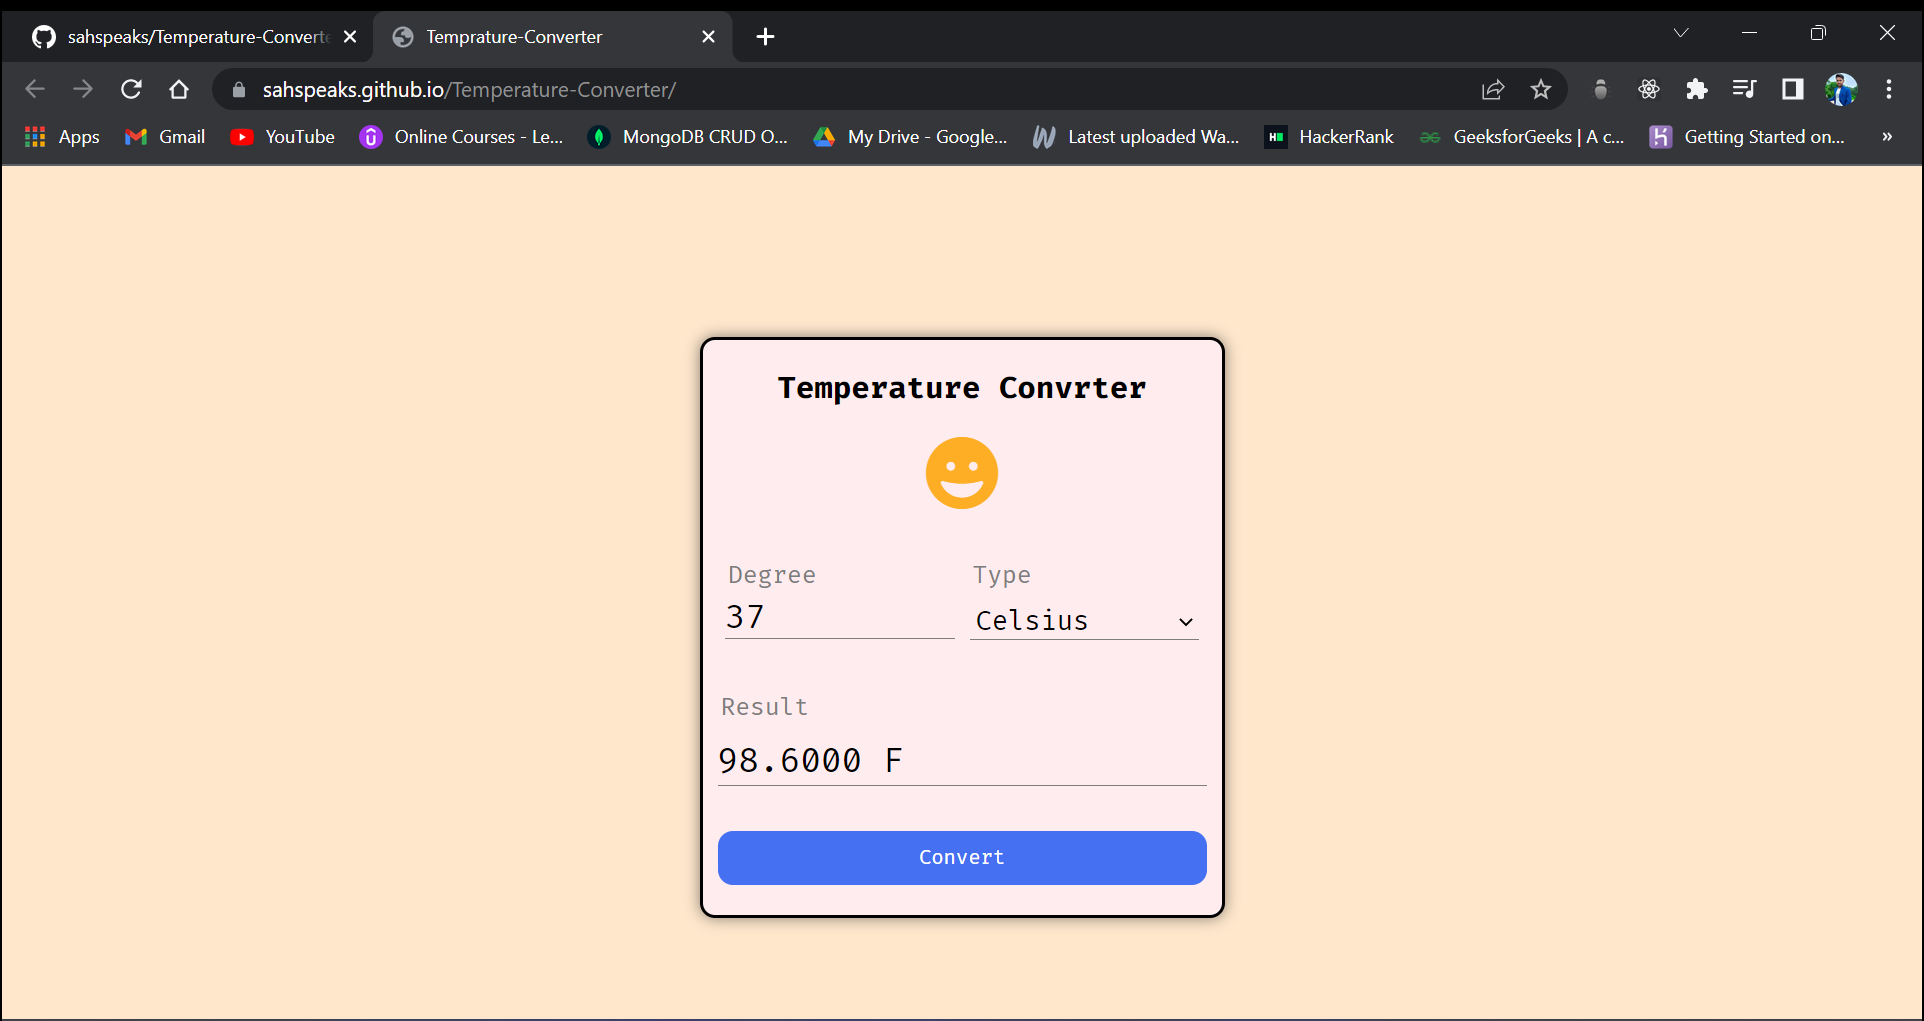 sahspeaks/Temperature-Converte
Temprature-Converter
sahspeaks.github.io/Temperature-Converter/
Apps
Gmail
YouTube
Online Courses - Le...
MongoDB CRUD O...
My Drive - Google...
Latest uploaded Wa...
HackerRank
GeeksforGeeks | A c...
Getting Started on...
»
Temperature Convrter
Degree
Type
37
Celsius
Result
98.6000 F
Convert